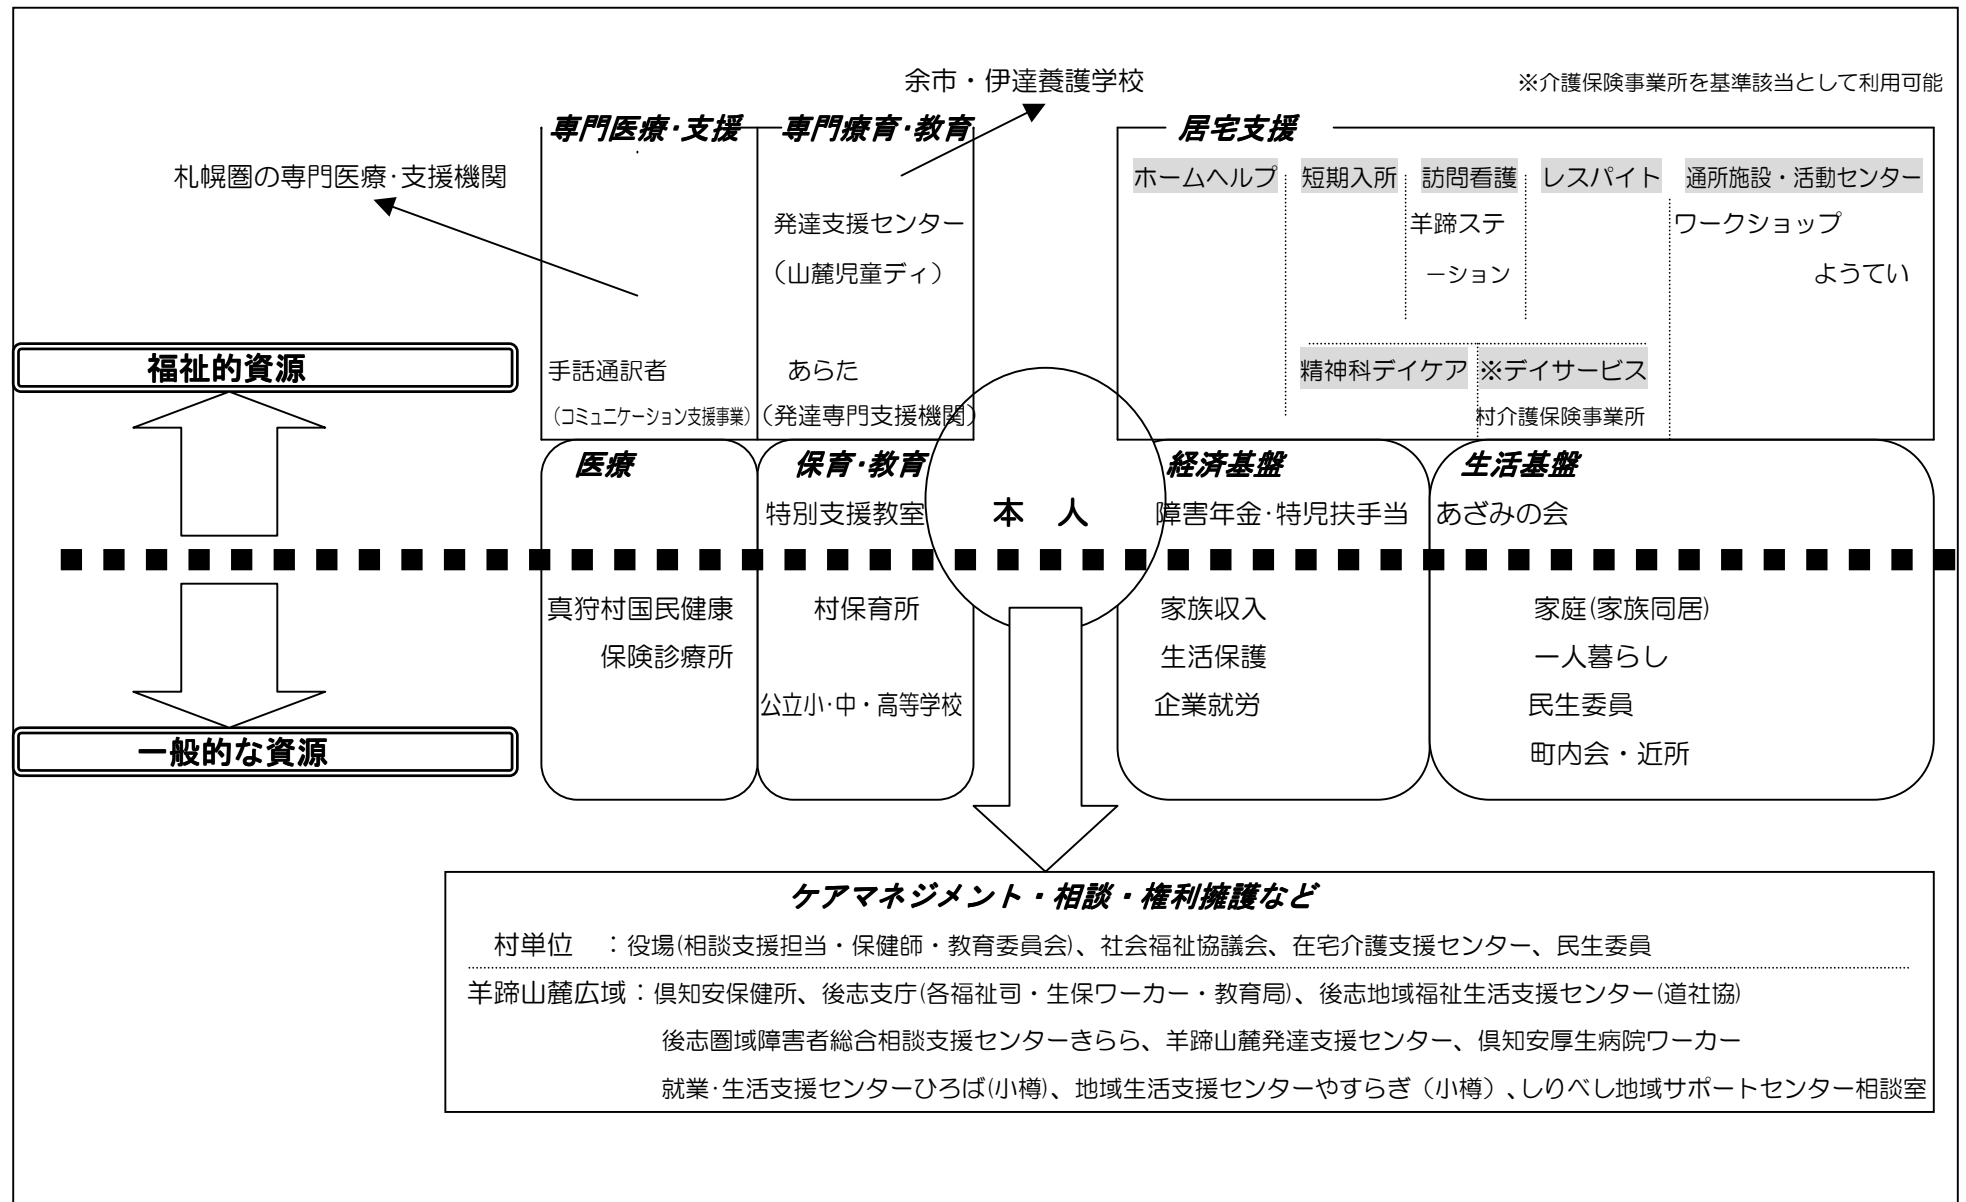 余市・伊達養護学校
※介護保険事業所を基準該当として利用可能
専門医療･支援
専門療育･教育
居宅支援
札幌圏の専門医療･支援機関
ホームヘルプ
短期入所
訪問看護
レスパイト
通所施設・活動センター
発達支援センター
（山麓児童ディ）
羊蹄ステ
ーション
ワークショップ
ようてい
福祉的資源
手話通訳者
（コミュニケーション支援事業）
あらた
（発達専門支援機関）
精神科デイケア
※デイサービス
村介護保険事業所
医療
保育･教育
特別支援教室
本　人
経済基盤
障害年金･特児扶手当
生活基盤
あざみの会
真狩村国民健康
保険診療所
村保育所
公立小･中・高等学校
家族収入
生活保護
企業就労
家庭(家族同居)
一人暮らし
民生委員
町内会・近所
一般的な資源
ケアマネジメント・相談・権利擁護など
村単位　：役場(相談支援担当・保健師・教育委員会)、社会福祉協議会、在宅介護支援センター、民生委員
羊蹄山麓広域：倶知安保健所、後志支庁(各福祉司・生保ワーカー・教育局)、後志地域福祉生活支援センター(道社協)
後志圏域障害者総合相談支援センターきらら、羊蹄山麓発達支援センター、倶知安厚生病院ワーカー
就業･生活支援センターひろば(小樽)、地域生活支援センターやすらぎ（小樽）、しりべし地域サポートセンター相談室